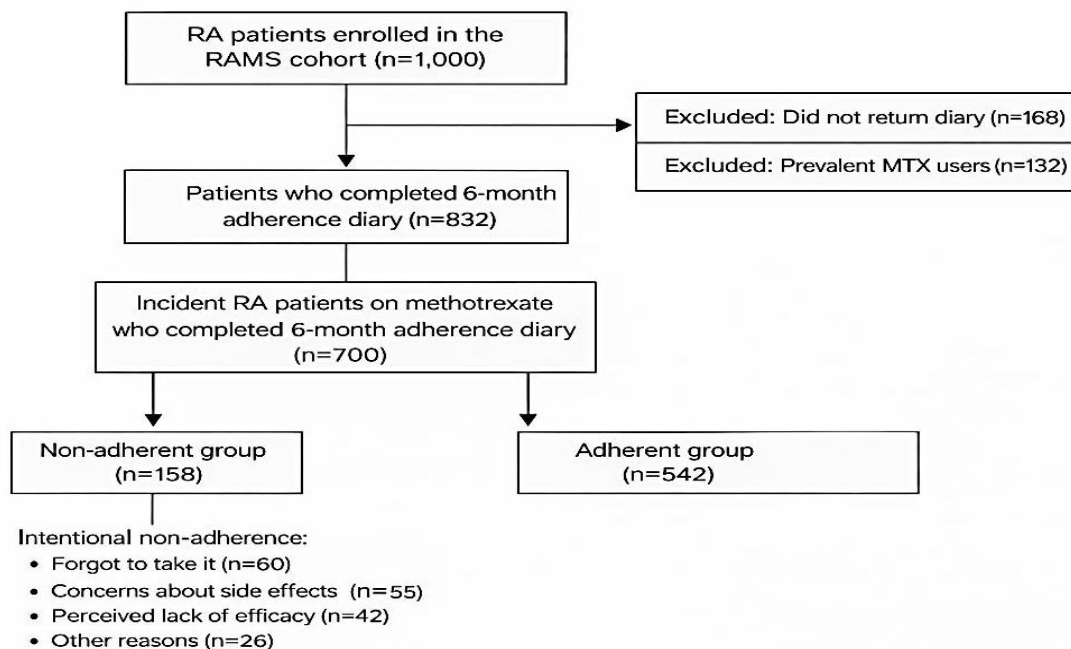 RA patients enrolled in the
RAMS cohort (n=1,000)
Excluded: Did not return diary (n=168)
Excluded: Prevalent MTX users (n=132)
Patients who completed 6-month
adherence diary (n=832)
Incident RA patients on methotrexate
who completed 6-month adherence diary
(n=700)
Non-adherent group
(n=158)
Adherent group
(n=542)
Intentional non-adherence:
• Forgot to take it (n=60)
• Concerns about side effects (n=55)
• Perceived lack of efficacy (n=42)
• Other reasons (n=26)